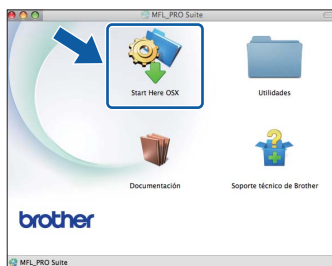 MFL_PRO Suite
Start Here OSX
Utilidades
Documentación
Soporte técnico de Brother
brother
MFL_PRO Suite